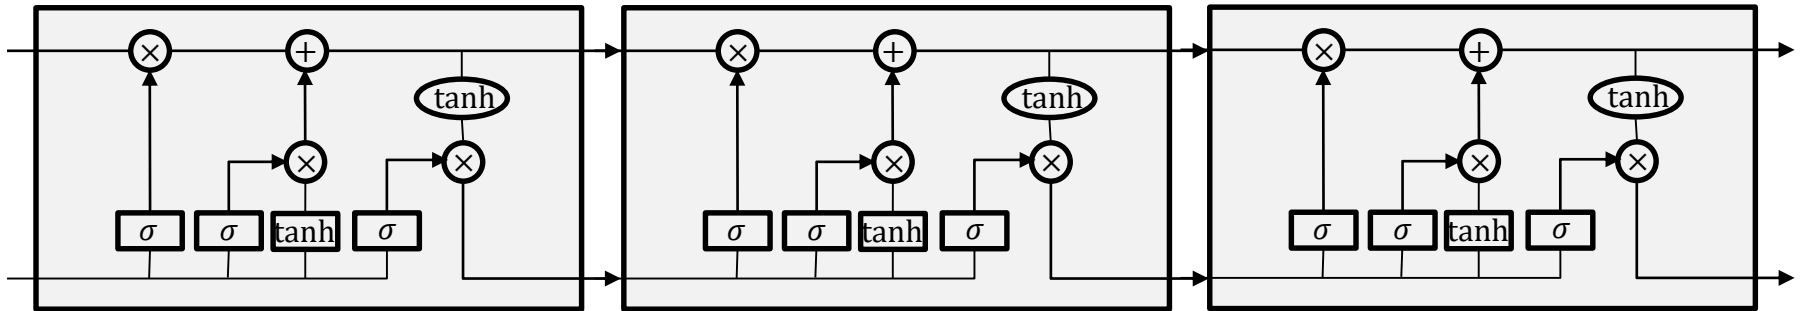 × + × + × +
tanh tanh tanh
× × × × × ×
σ σ tanh σ σ σ tanh σ σ σ tanh σ